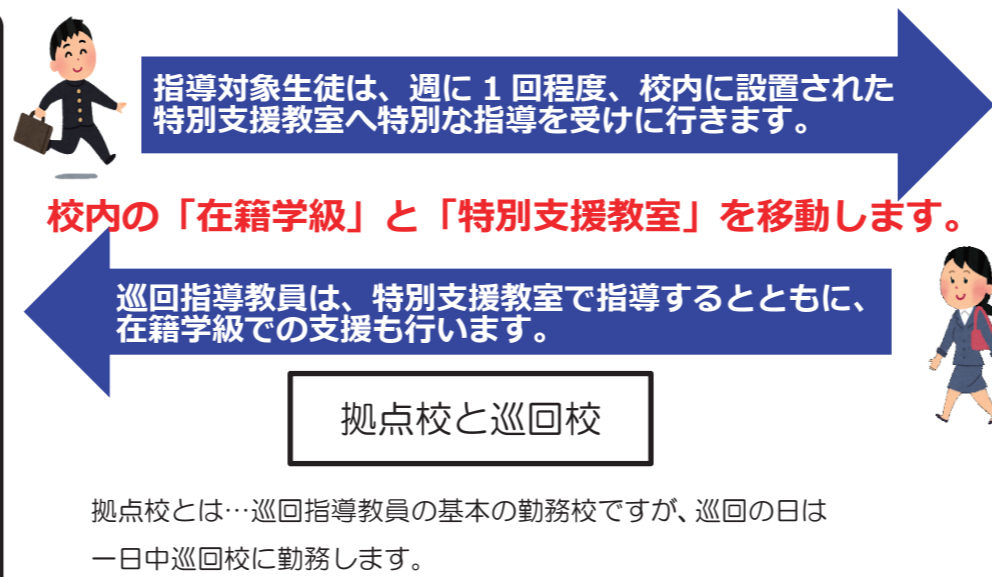 指導対象生徒は、週に 1 回程度、校内に設置された
特別支援教室へ特別な指導を受けに行きます。
校内の「在籍学級」と「特別支援教室」を移動します。
巡回指導教員は、特別支援教室で指導するとともに、
在籍学級での支援も行います。
拠点校と巡回校
拠点校とは…巡回指導教員の基本の勤務校ですが、巡回の日は
一日中巡回校に勤務します。